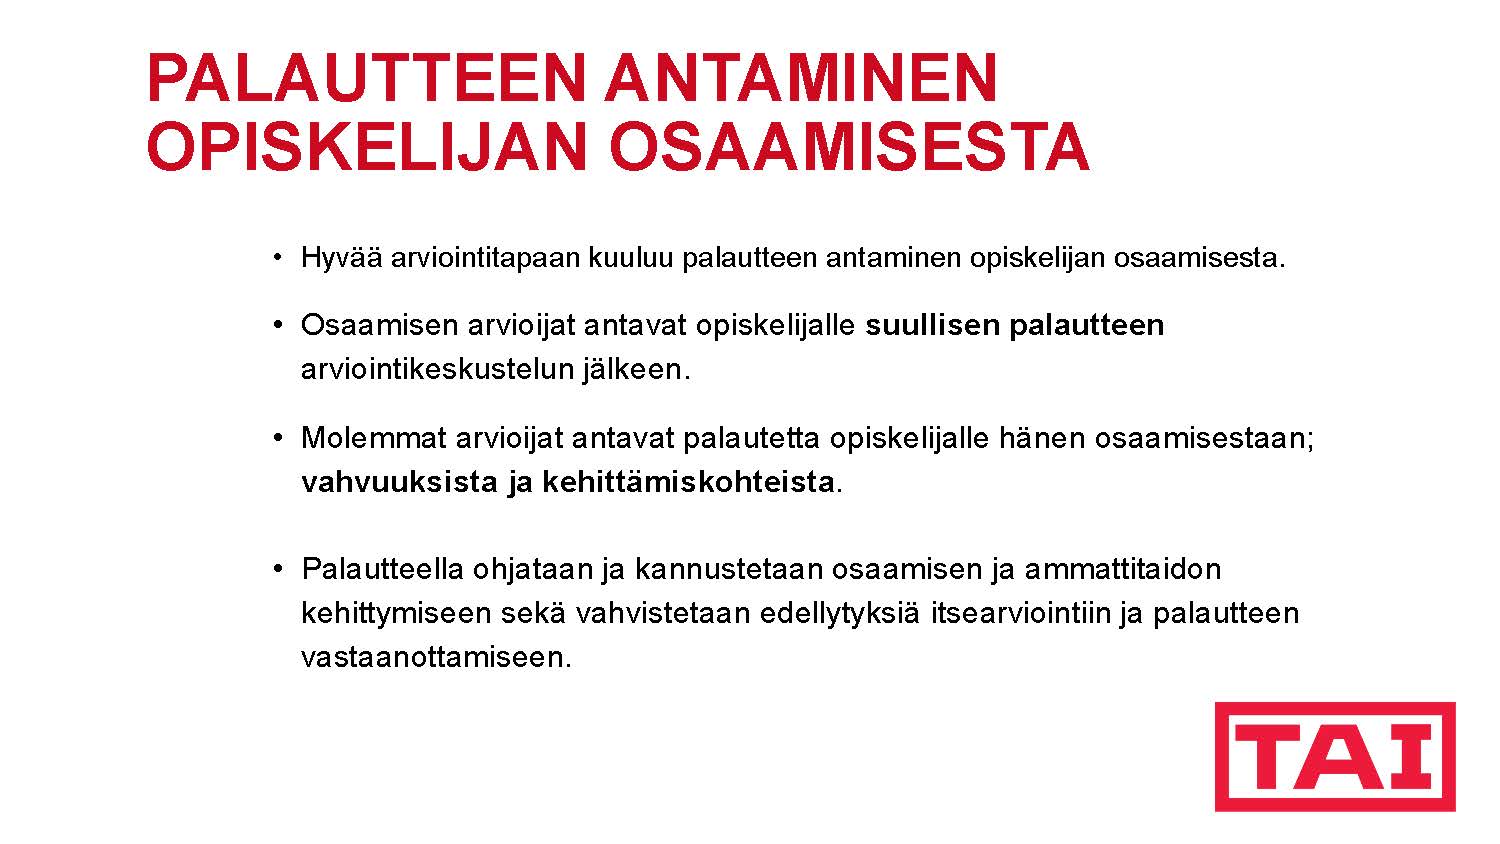 PALAUTTEEN ANTAMINEN
OPISKELIJAN OSAAMISESTA
• Hyvää arviointitapaan kuuluu palautteen antaminen opiskelijan osaamisesta.
• Osaamisen arvioijat antavat opiskelijalle suullisen palautteen
arviointikeskustelun jälkeen.
• Molemmat arvioijat antavat palautetta opiskelijalle hänen osaamisestaan;
vahvuuksista ja kehittämiskohteista.
• Palautteella ohjataan ja kannustetaan osaamisen ja ammattitaidon
kehittymiseen sekä vahvistetaan edellytyksiä itsearviointiin ja palautteen
vastaanottamiseen.
TAI